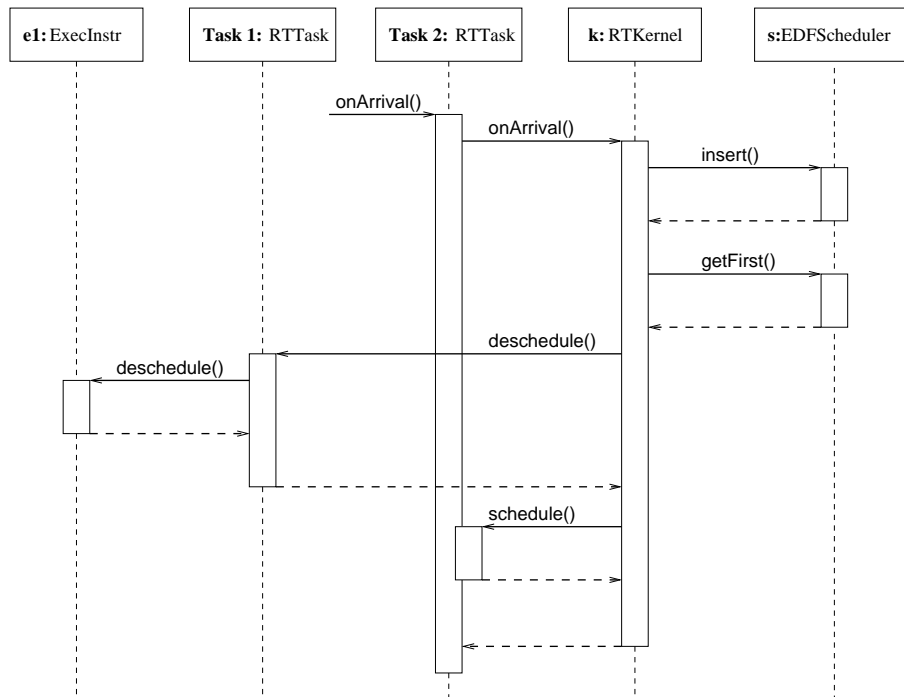 e1: ExecInstr
Task 1: RTTask
Task 2: RTTask
k: RTKernel
s:EDFScheduler
onArrival()
onArrival()
insert()
getFirst()
deschedule()
deschedule()
schedule()